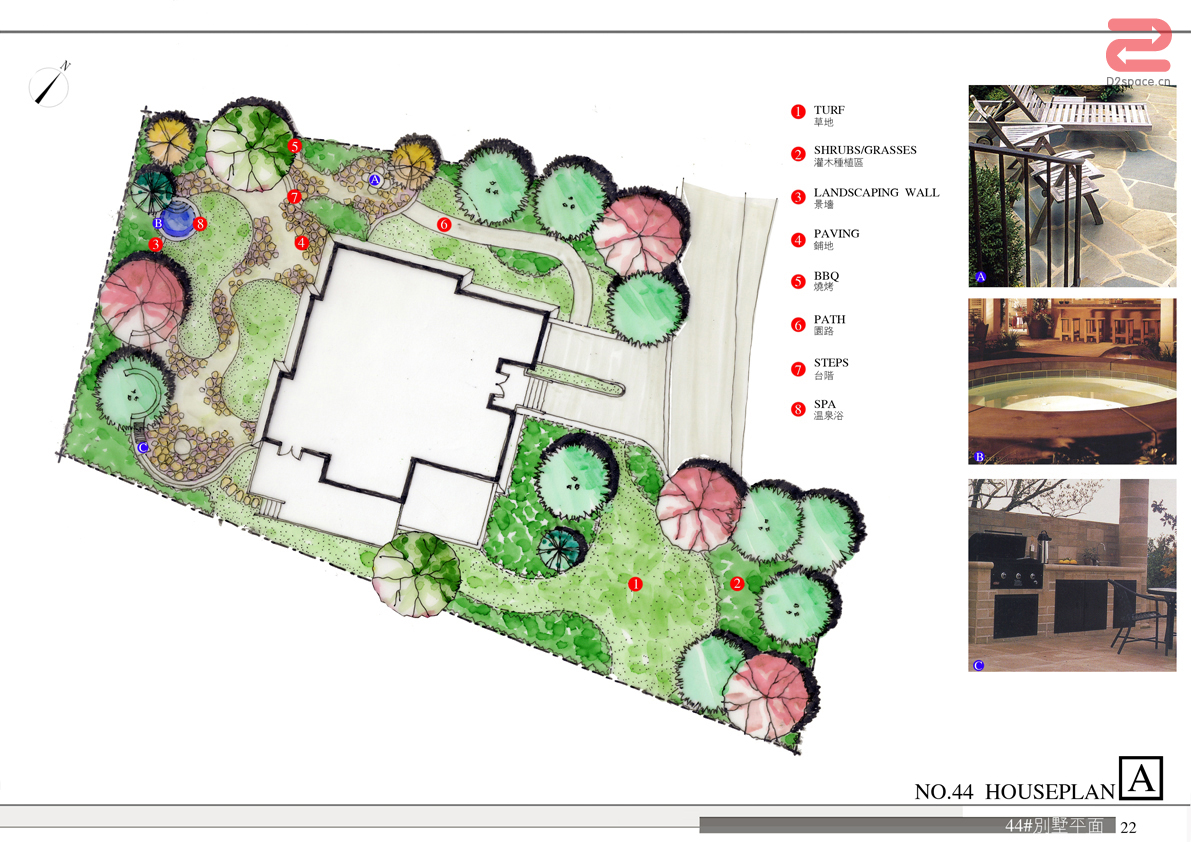 N
D2space.cn
5
A
7
B
8
6
3
4
C
1
2
1 TURF
草地
2 SHRUBS/GRASSES
灌木種植區
3 LANDSCAPING WALL
景墻
4 PAVING
鋪地
5 BBQ
燒烤
6 PATH
園路
7 STEPS
台階
8 SPA
溫泉浴
A
B
C
NO.44 HOUSEPLAN A
44#別墅平面 22